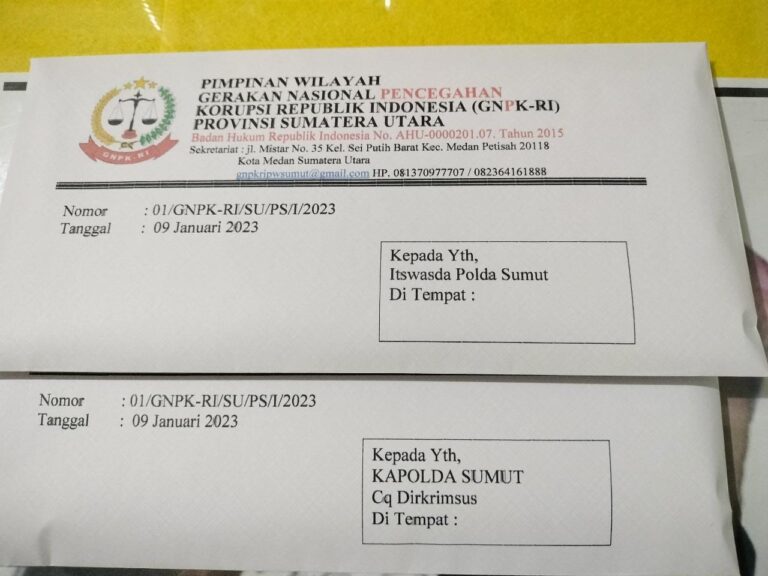 PIMPINAN WILAYAH
GERAKAN NASIONAL PENCEGAHAN
KORUPSI REPUBLIK INDONESIA (GNPK-RI)
PROVINSI SUMATERA UTARA
Badan Hukum Republik Indonesia No. AHU-0000201.07. Tahun 2015
Sekretariat : jl. Mistar No. 35 Kel. Sei Putih Barat Kec. Medan Petisah 20118
Kota Medan Sumatera Utara
gnpkripwsumut@gmail.com HP. 081370977707 / 082364161888
GNPK-RI
Nomor : 01/GNPK-RI/SU/PS/I/2023
Tanggal : 09 Januari 2023
Kepada Yth,
Itswasda Polda Sumut
Di Tempat :
Nomor : 01/GNPK-RI/SU/PS/I/2023
Tanggal : 09 Januari 2023
Kepada Yth,
KAPOLDA SUMUT
Cq Dirkrimsus
Di Tempat :